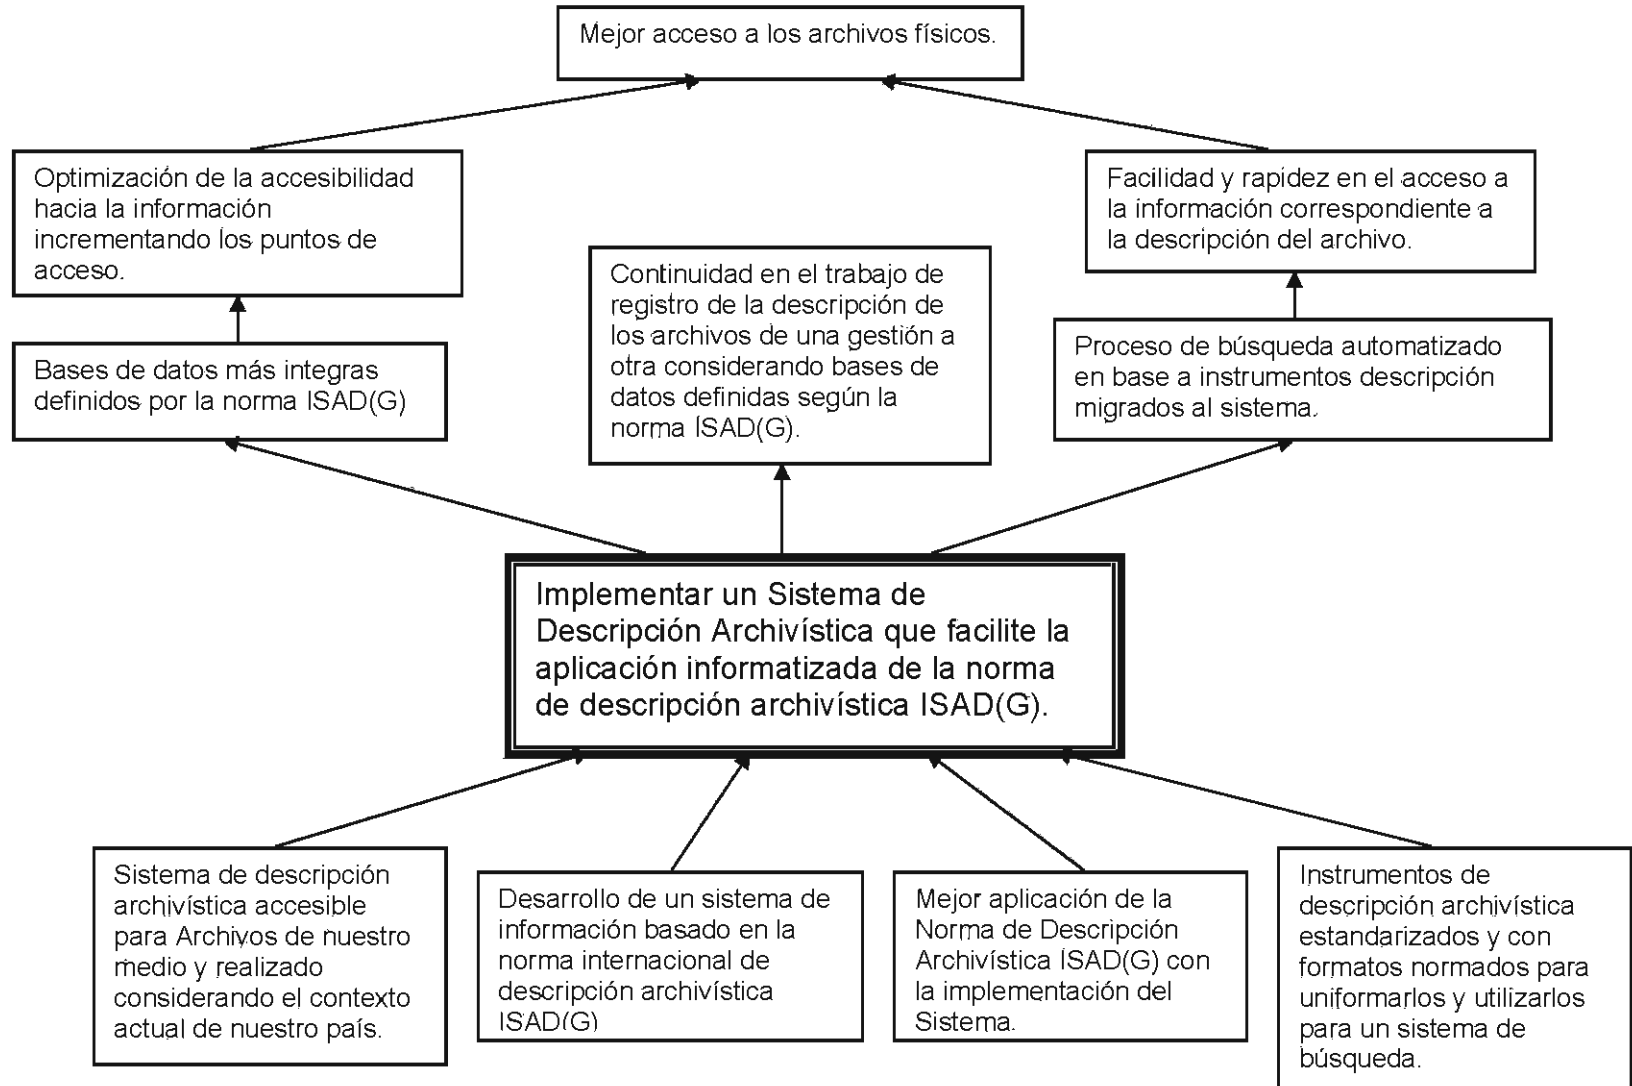 Mejor acceso a los archivos físicos.
Optimización de la accesibilidad
hacia la información
incrementando los puntos de
acceso.
Facilidad y rapidez en el acceso a
la información correspondiente a
la descripción del archivo.
Continuidad en el trabajo de
registro de la descripción de
los archivos de una gestión a
otra considerando bases de
datos definidas según la
norma ISAD(G).
Bases de datos más integras
definidos por la norma ISAD(G)
Proceso de búsqueda automatizado
en base a instrumentos descripción
migrados al sistema.
Implementar un Sistema de
Descripción Archivística que facilite la
aplicación informatizada de la norma
de descripción archivística ISAD(G).
Sistema de descripción
archivística accesible
para Archivos de nuestro
medio y realizado
considerando el contexto
actual de nuestro país.
Desarrollo de un sistema de
información basado en la
norma internacional de
descripción archivística
ISAD(G)
Mejor aplicación de la
Norma de Descripción
Archivística ISAD(G) con
la implementación del
Sistema.
Instrumentos de
descripción archivística
estandarizados y con
formatos normados para
uniformarlos y utilizarlos
para un sistema de
búsqueda.